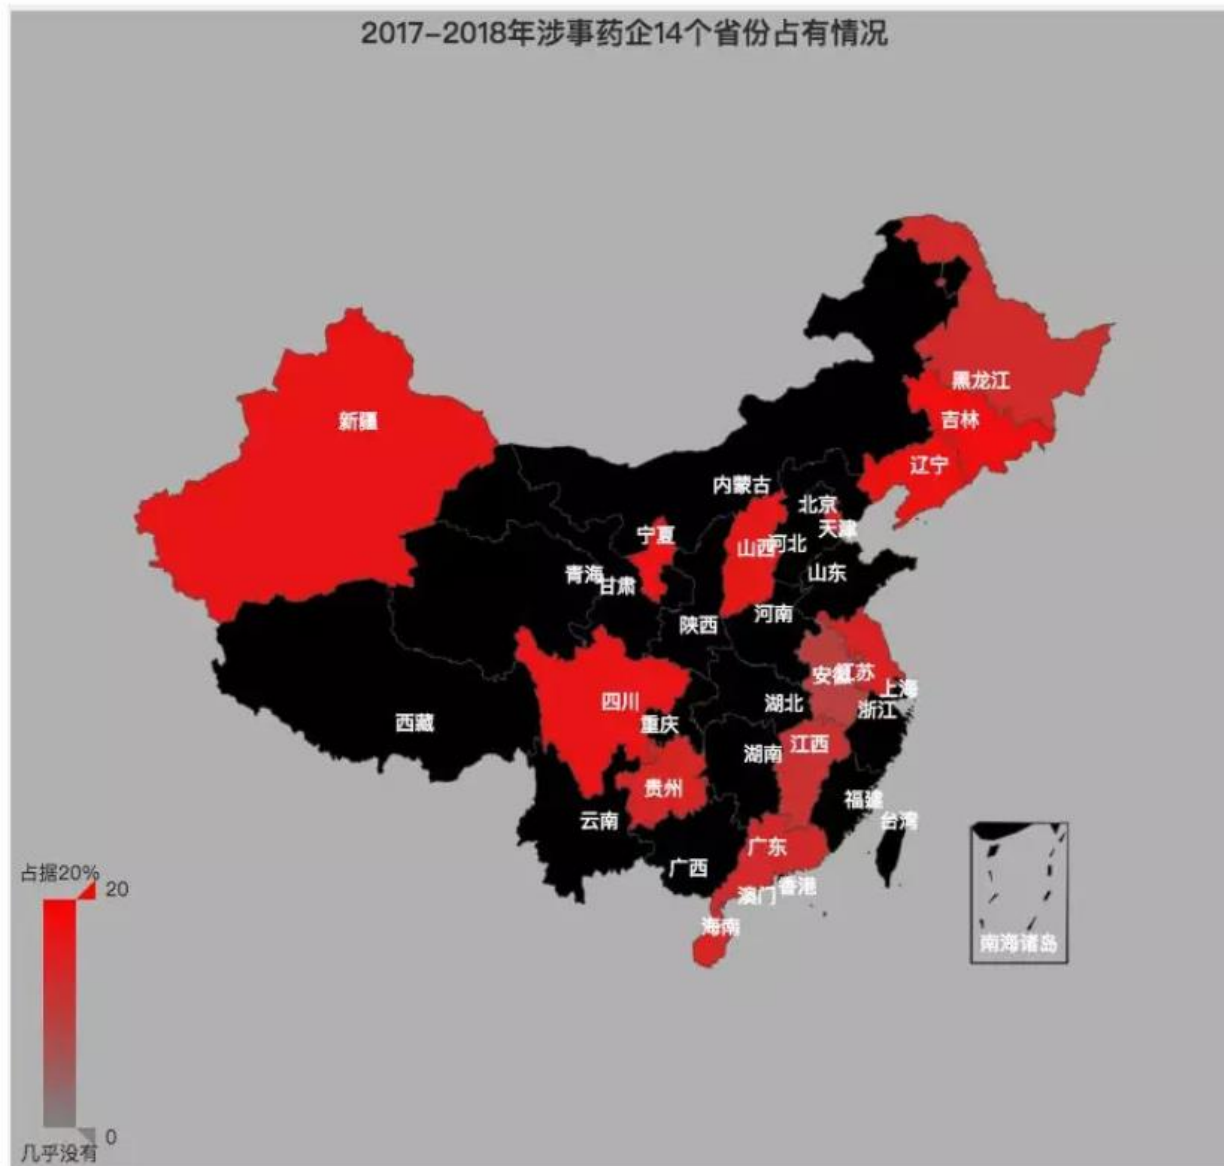 2017-2018年涉事药企14个省份占有情况
黑龙江
吉林
新疆
辽宁
内蒙古
北京
天津
宁夏
山西
河北
青海
甘肃
山东
河南
陕西
安徽
江苏
上海
四川
湖北
浙江
西藏
重庆
江西
湖南
贵州
福建
云南
台湾
广东
广西
香港
澳门
海南
南海诸岛
占据20%
20
0
几乎没有